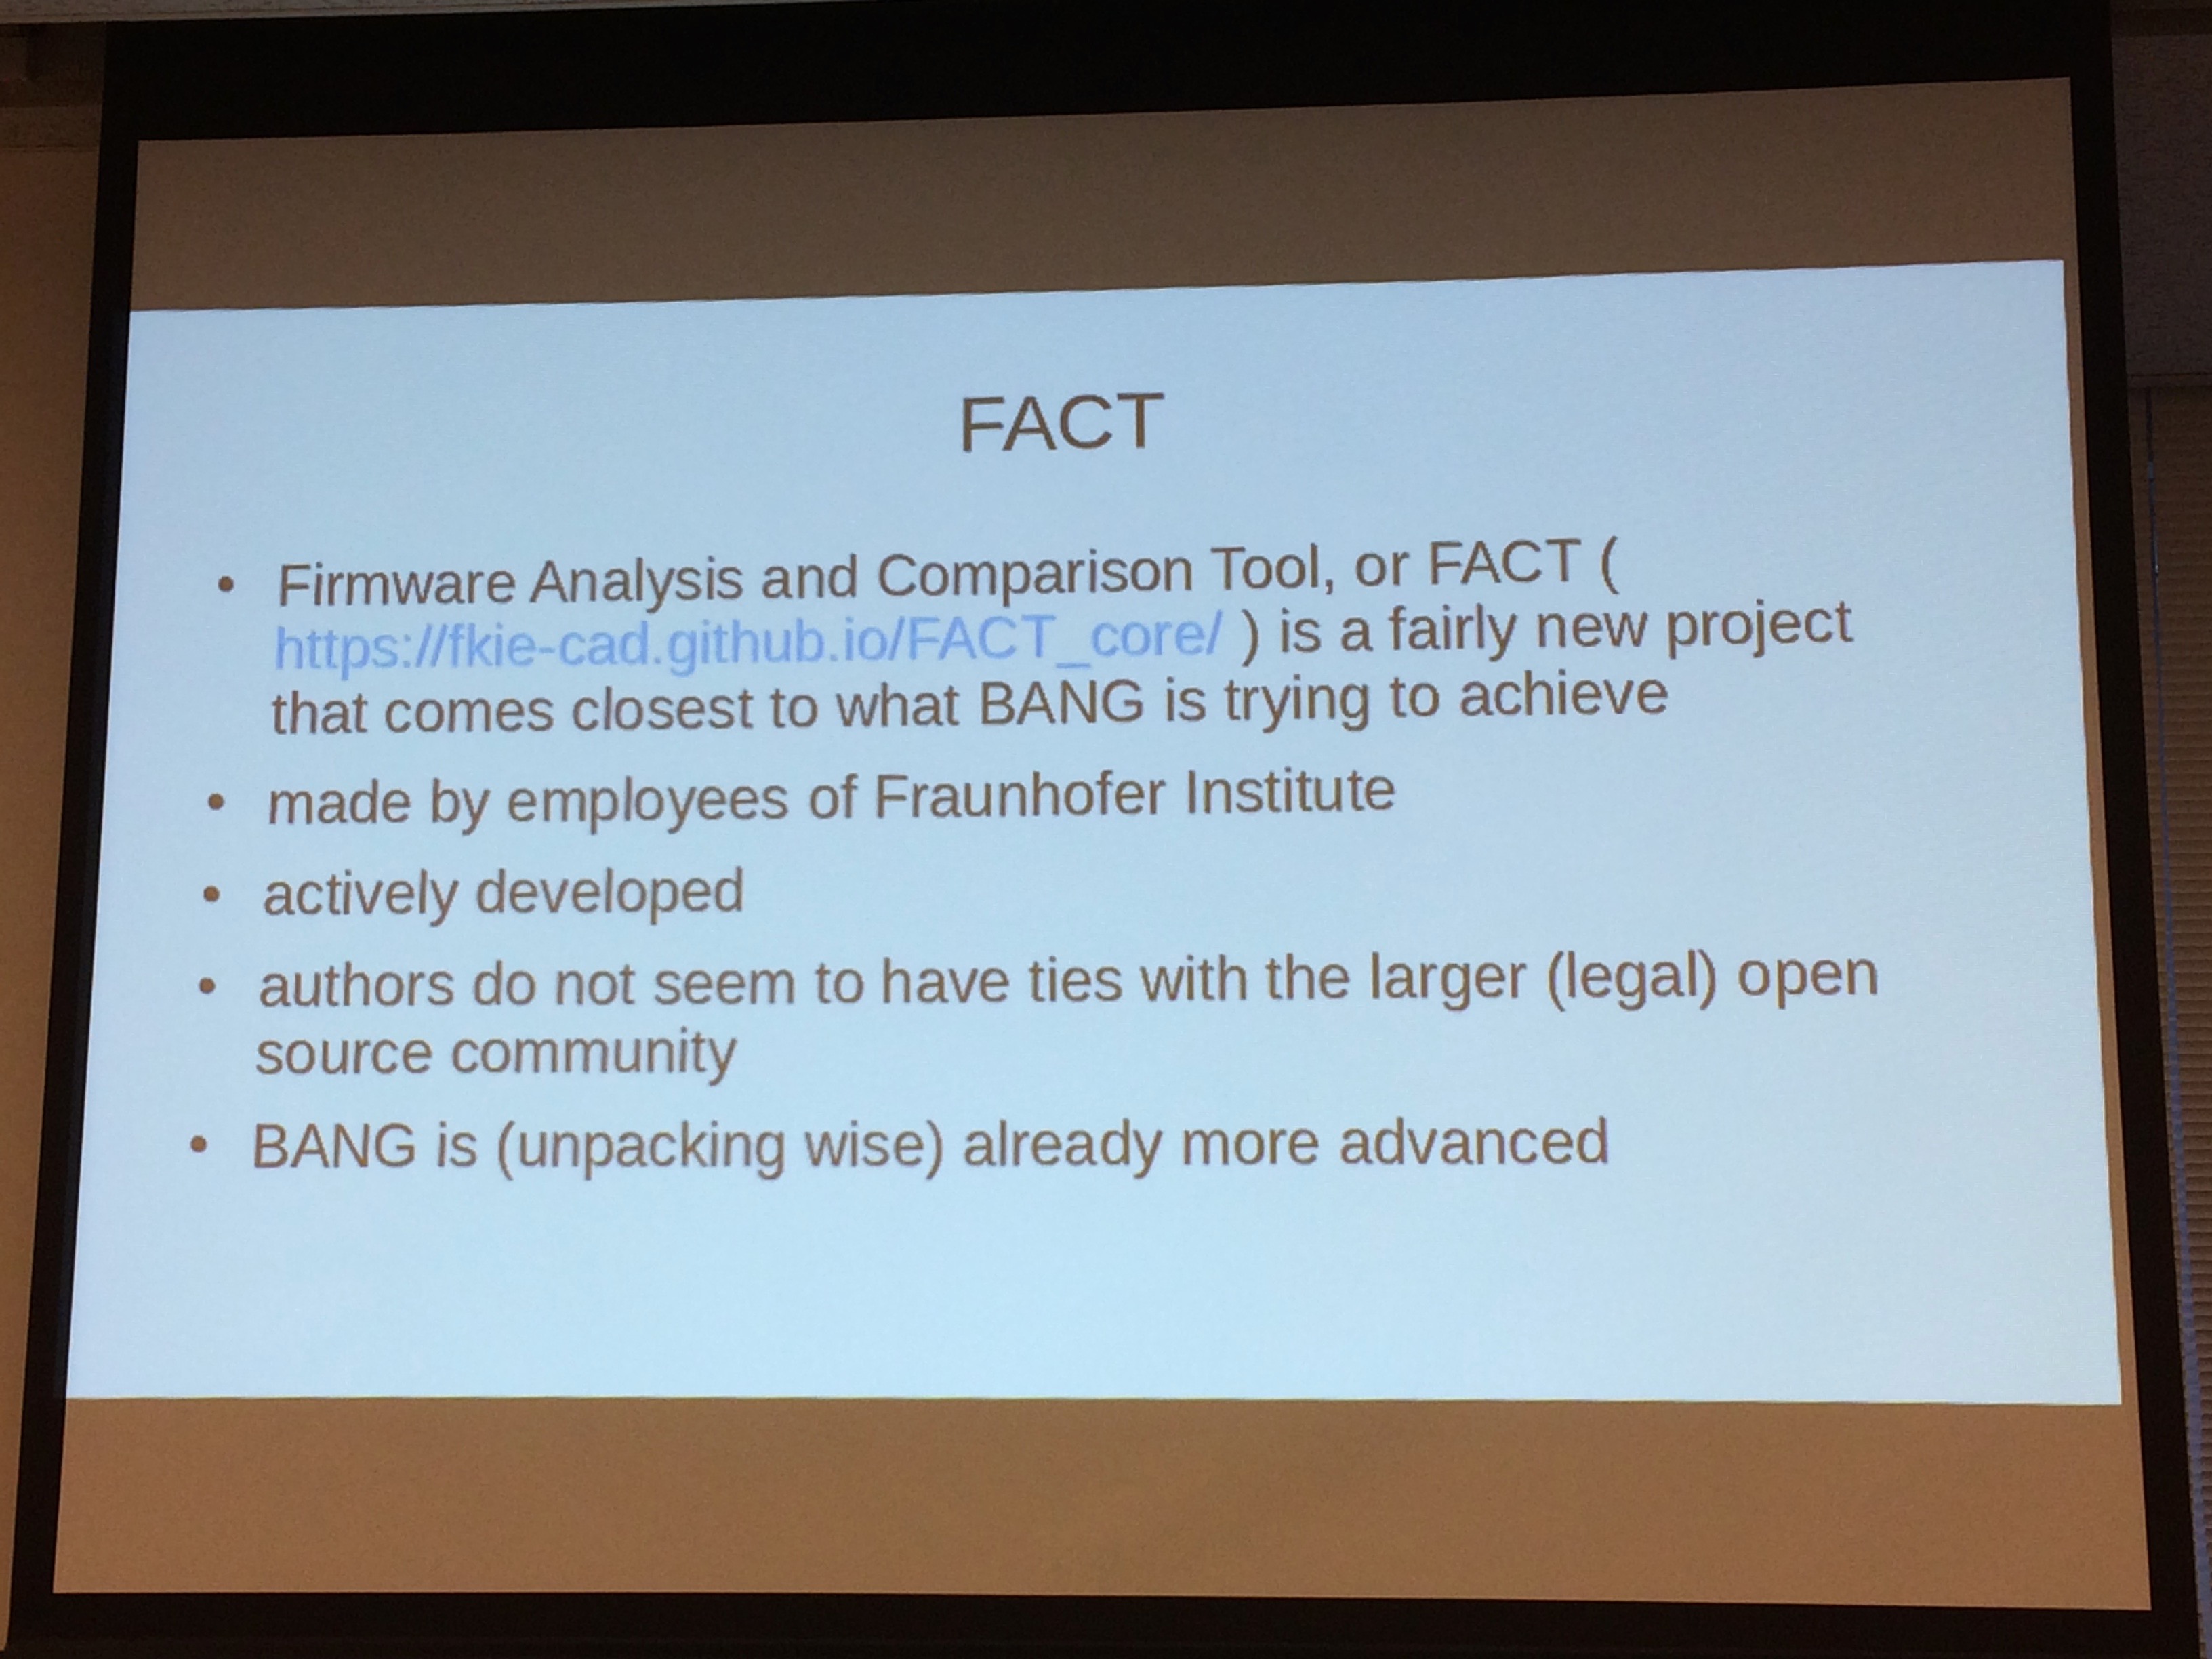 FACT
• Firmware Analysis and Comparison Tool, or FACT (
https://fkie-cad.github.io/FACT_core/ ) is a fairly new project
that comes closest to what BANG is trying to achieve
• made by employees of Fraunhofer Institute
• actively developed
• authors do not seem to have ties with the larger (legal) open
source community
• BANG is (unpacking wise) already more advanced